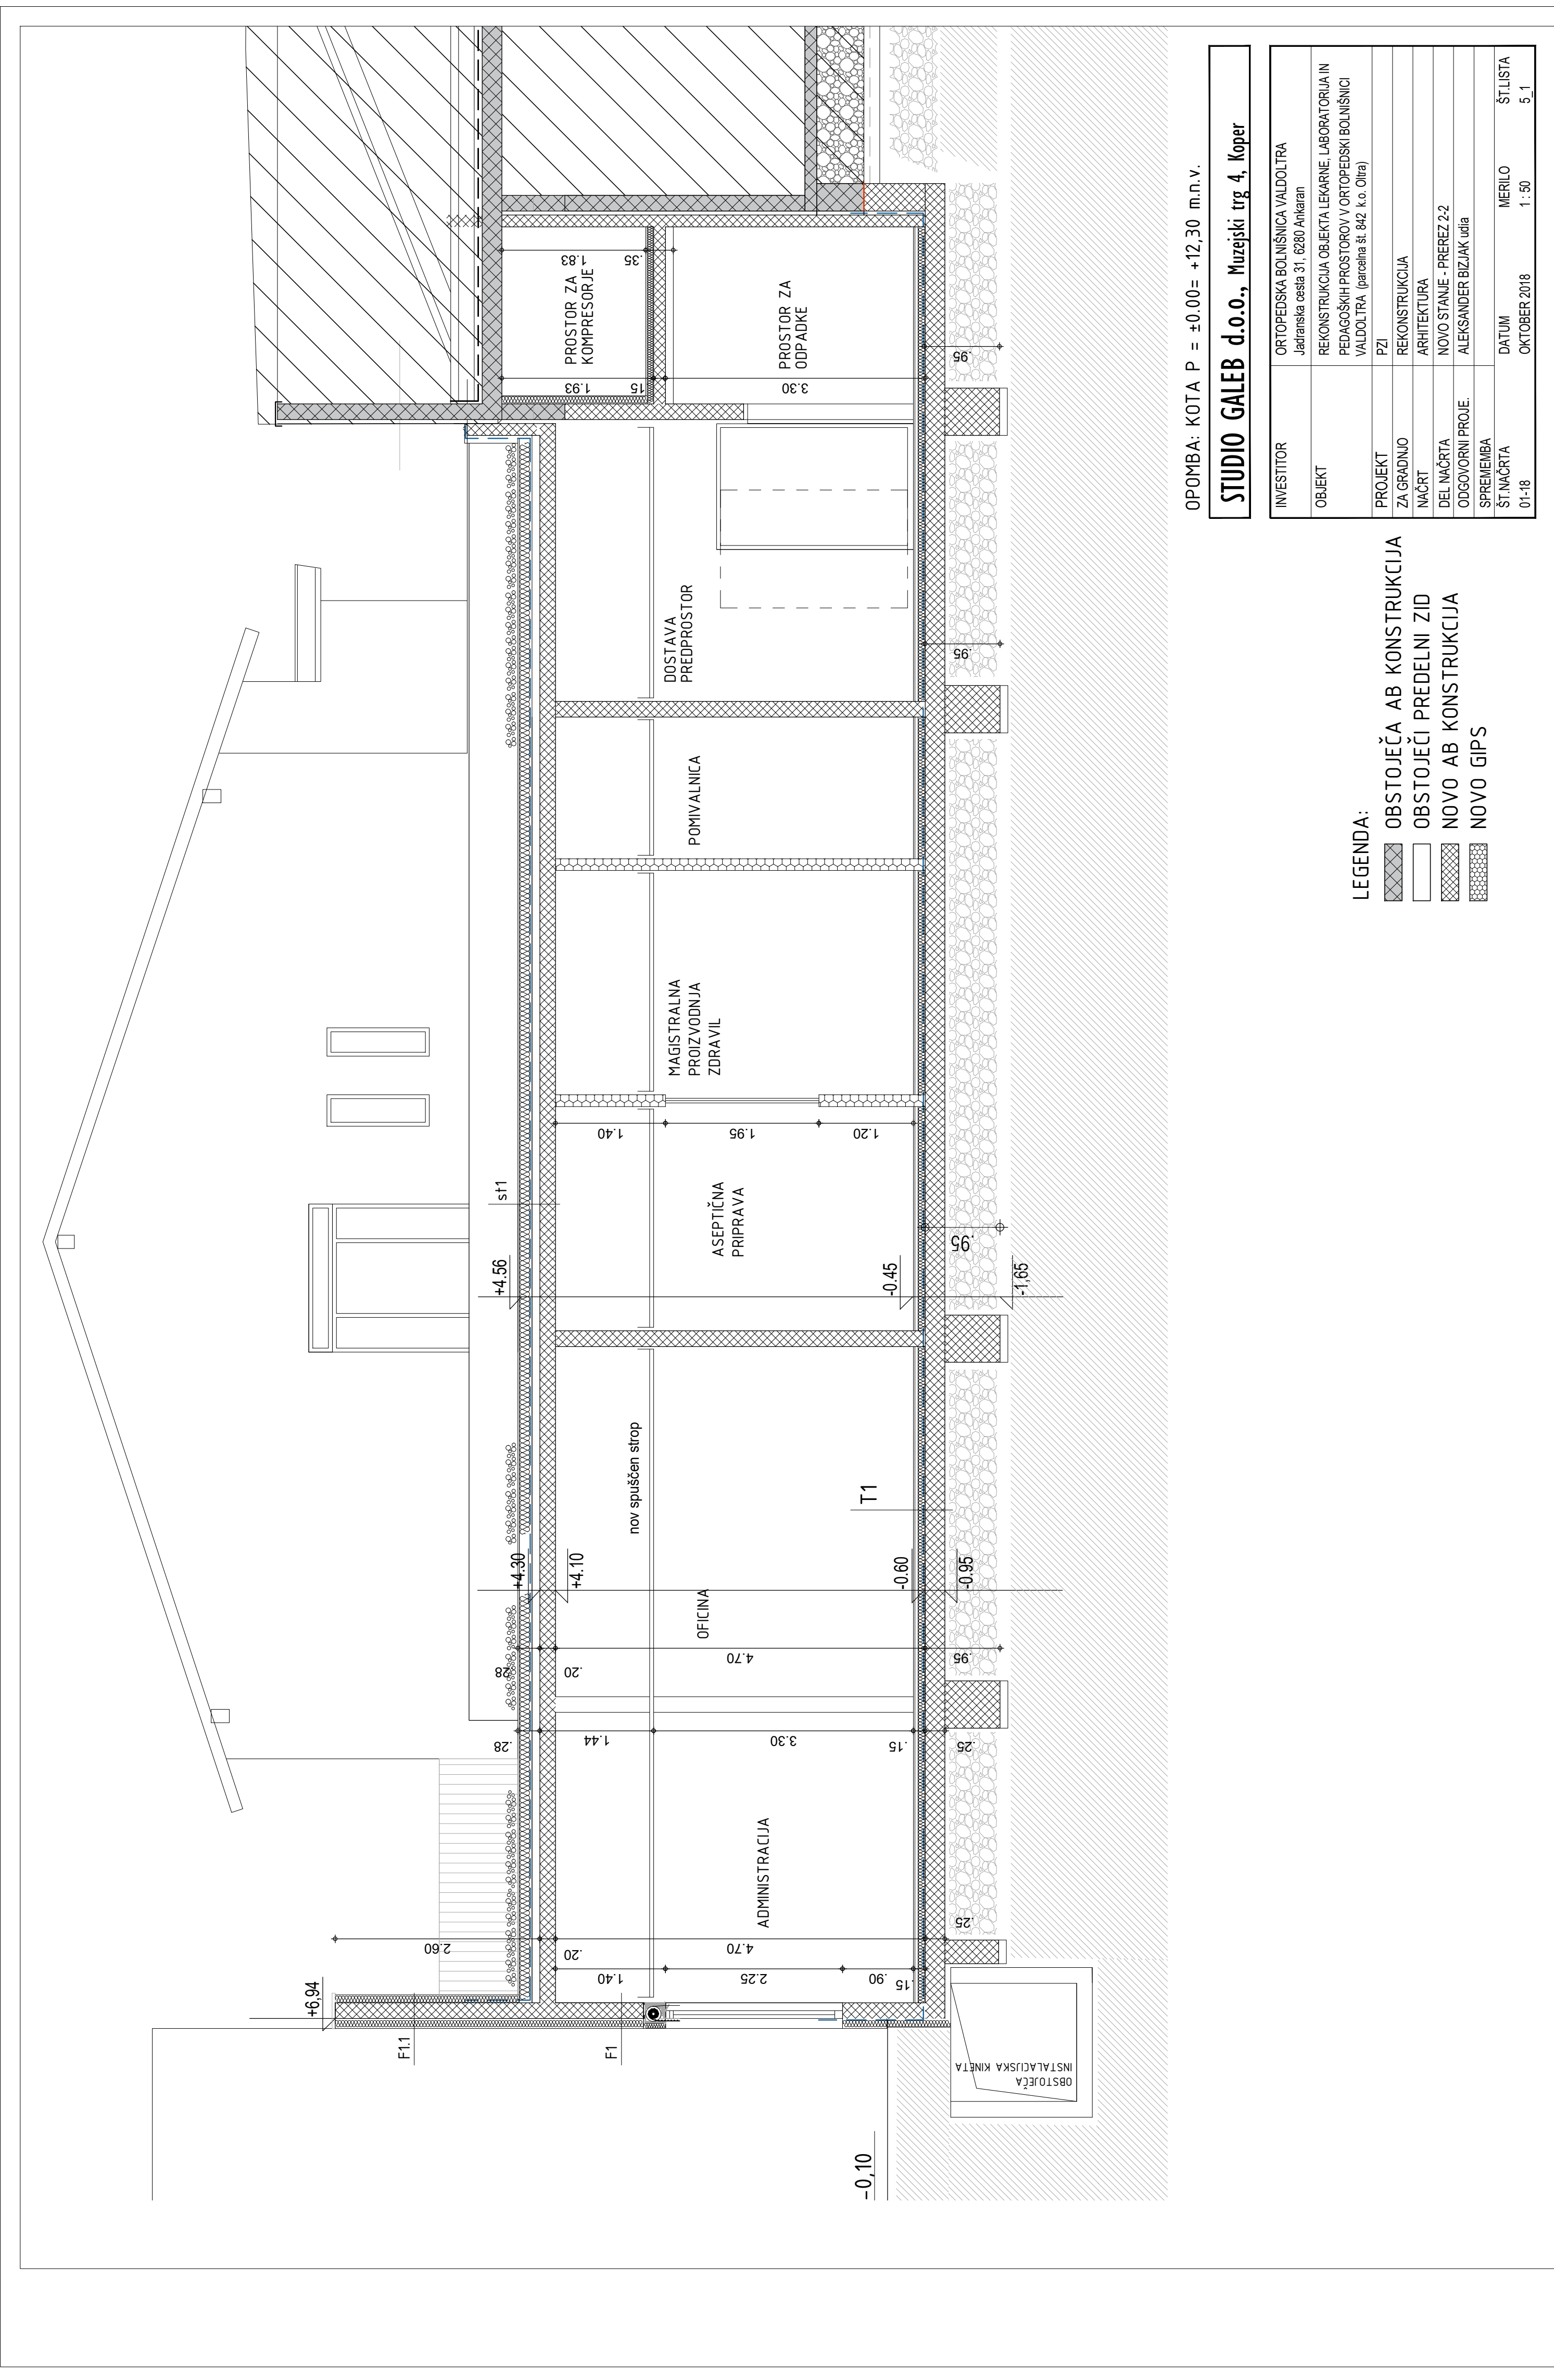 +6,94
F1.1
F1
-0,10
OBSTOJEČA
INSTALACIJSKA KINETA
2.60
.20
4.70
.25
1.40
2.25
.90
.15
ADMINISTRACIJA
.28
1.44
3.30
.15
.25
.28
.20
4.70
.95
OFICINA
+4.30
+4.10
-0.60
-0.95
nov spuščen strop
T1
+4.56
st1
-0.45
-1,65
.95
ASEPTIČNA
PRIPRAVA
1.40
1.95
1.20
MAGISTRALNA
PROIZVODNJA
ZDRAVIL
POMIVALNICA
DOSTAVA
PREDPROSTOR
.95
PROSTOR ZA
KOMPRESORJE
1.83
.35
1.93
15
3.30
PROSTOR ZA
ODPADKE
.95
LEGENDA:
OBSTOJEČA AB KONSTRUKCIJA
OBSTOJEČI PREDELNI ZID
NOVO AB KONSTRUKCIJA
NOVO GIPS
OPOMBA: KOTA P = ±0.00= +12,30 m.n.v.
STUDIO GALEB d.o.o., Muzejski trg 4, Koper
INVESTITOR ORTOPEDSKA BOLNIŠNICA VALDOLTRA
Jadranska cesta 31, 6280 Ankaran
OBJEKT REKONSTRUKCIJA OBJEKTA LEKARNE, LABORATORIJA IN
PEDAGOŠKIH PROSTOROV V ORTOPEDSKI BOLNIŠNICI
VALDOLTRA (parcelna št. 842 k.o. Oltra)
PROJEKT PZI
ZA GRADNJO REKONSTRUKCIJA
NAČRT ARHITEKTURA
DEL NAČRTA NOVO STANJE - PREREZ 2-2
ODGOVORNI PROJE. ALEKSANDER BIZJAK udia
SPREMEMBA
ŠT.NAČRTA DATUM MERILO ŠT.LISTA
01-18 OKTOBER 2018 1 : 50 5_1